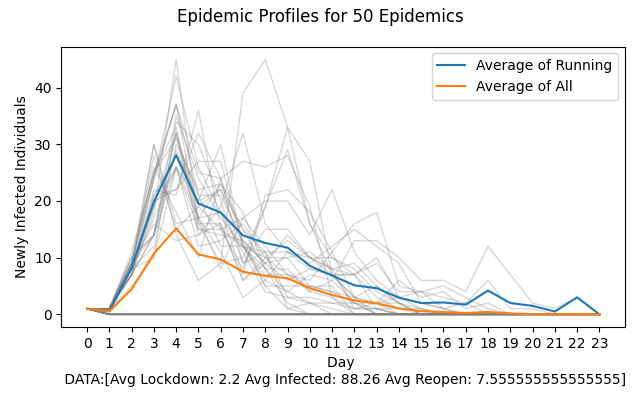 Epidemic Profiles for 50 Epidemics
Average of Running
Average of All
Newly Infected Individuals
40
30
20
10
0
0 1 2 3 4 5 6 7 8 9 10 11 12 13 14 15 16 17 18 19 20 21 22 23
Day
DATA:[Avg Lockdown: 2.2 Avg Infected: 88.26 Avg Reopen: 7.555555555555555]